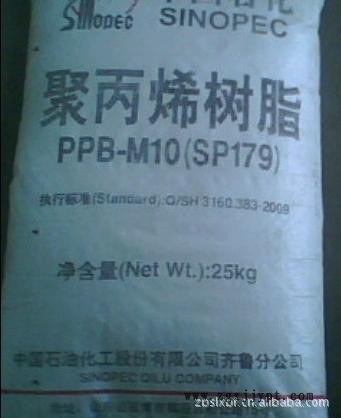 中国石化
SINOPEC
SINOPEC
聚丙烯树脂
PPB-M10(SP179)
执行标准(Standard):Q/SH 3160.383-2009
净含量(Net Wt.):25kg
中国石油化工股份有限公司齐鲁分公司
SINOPEC QILU COMPANY